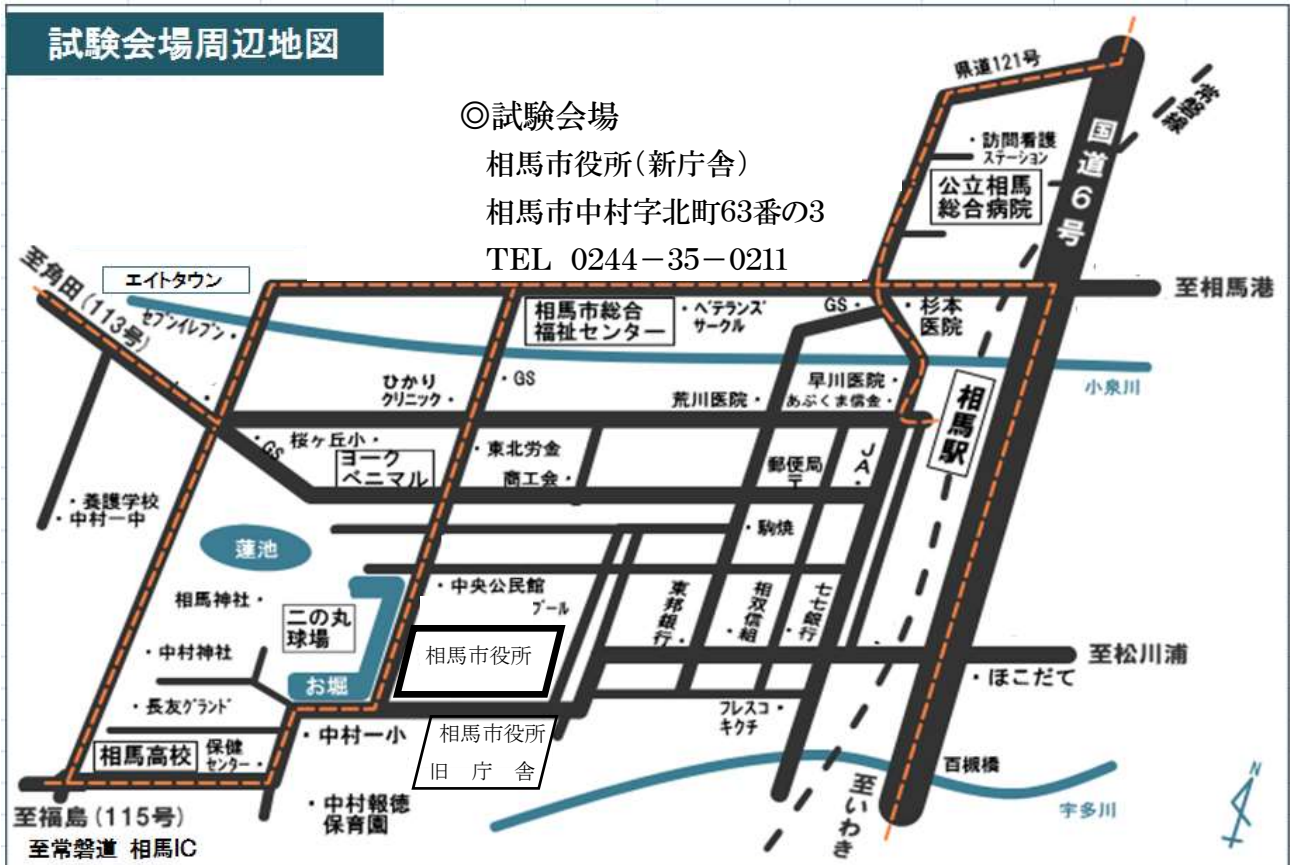 試験会場周辺地図
◎試験会場
相馬市役所(新庁舎)
相馬市中村字北町63番の3
TEL 0244－35－0211
県道121号
常磐線
国道6号
・訪問看護
ステーション
公立相馬
総合病院
至角田(113号)
エイトタウン
セブンイレブン・
相馬市総合
福祉センター
・ベテランズ
サークル
GS・
・杉本
医院
至相馬港
小泉川
ひかり
クリニック・
・GS
荒川医院・
早川医院・
あぶくま信金・
相馬駅
・GS
桜ヶ丘小・
ヨーク
ベニマル
・東北労金
商工会・
郵便局
〒
JA・
・養護学校
・中村一中
・駒焼
蓮池
相馬神社・
二の丸
球場
・中央公民館
プール
東邦銀行・
相双信組・
七七銀行・
・中村神社
相馬市役所
至松川浦
・ほこだて
お堀
・長友グランド
フレスコ・
キクチ
相馬高校
保健
センター・
・中村一小
相馬市役所
旧庁舎
百槻橋
至福島(115号)
至常磐道 相馬IC
・中村報徳
保育園
至いわき
宇多川
N